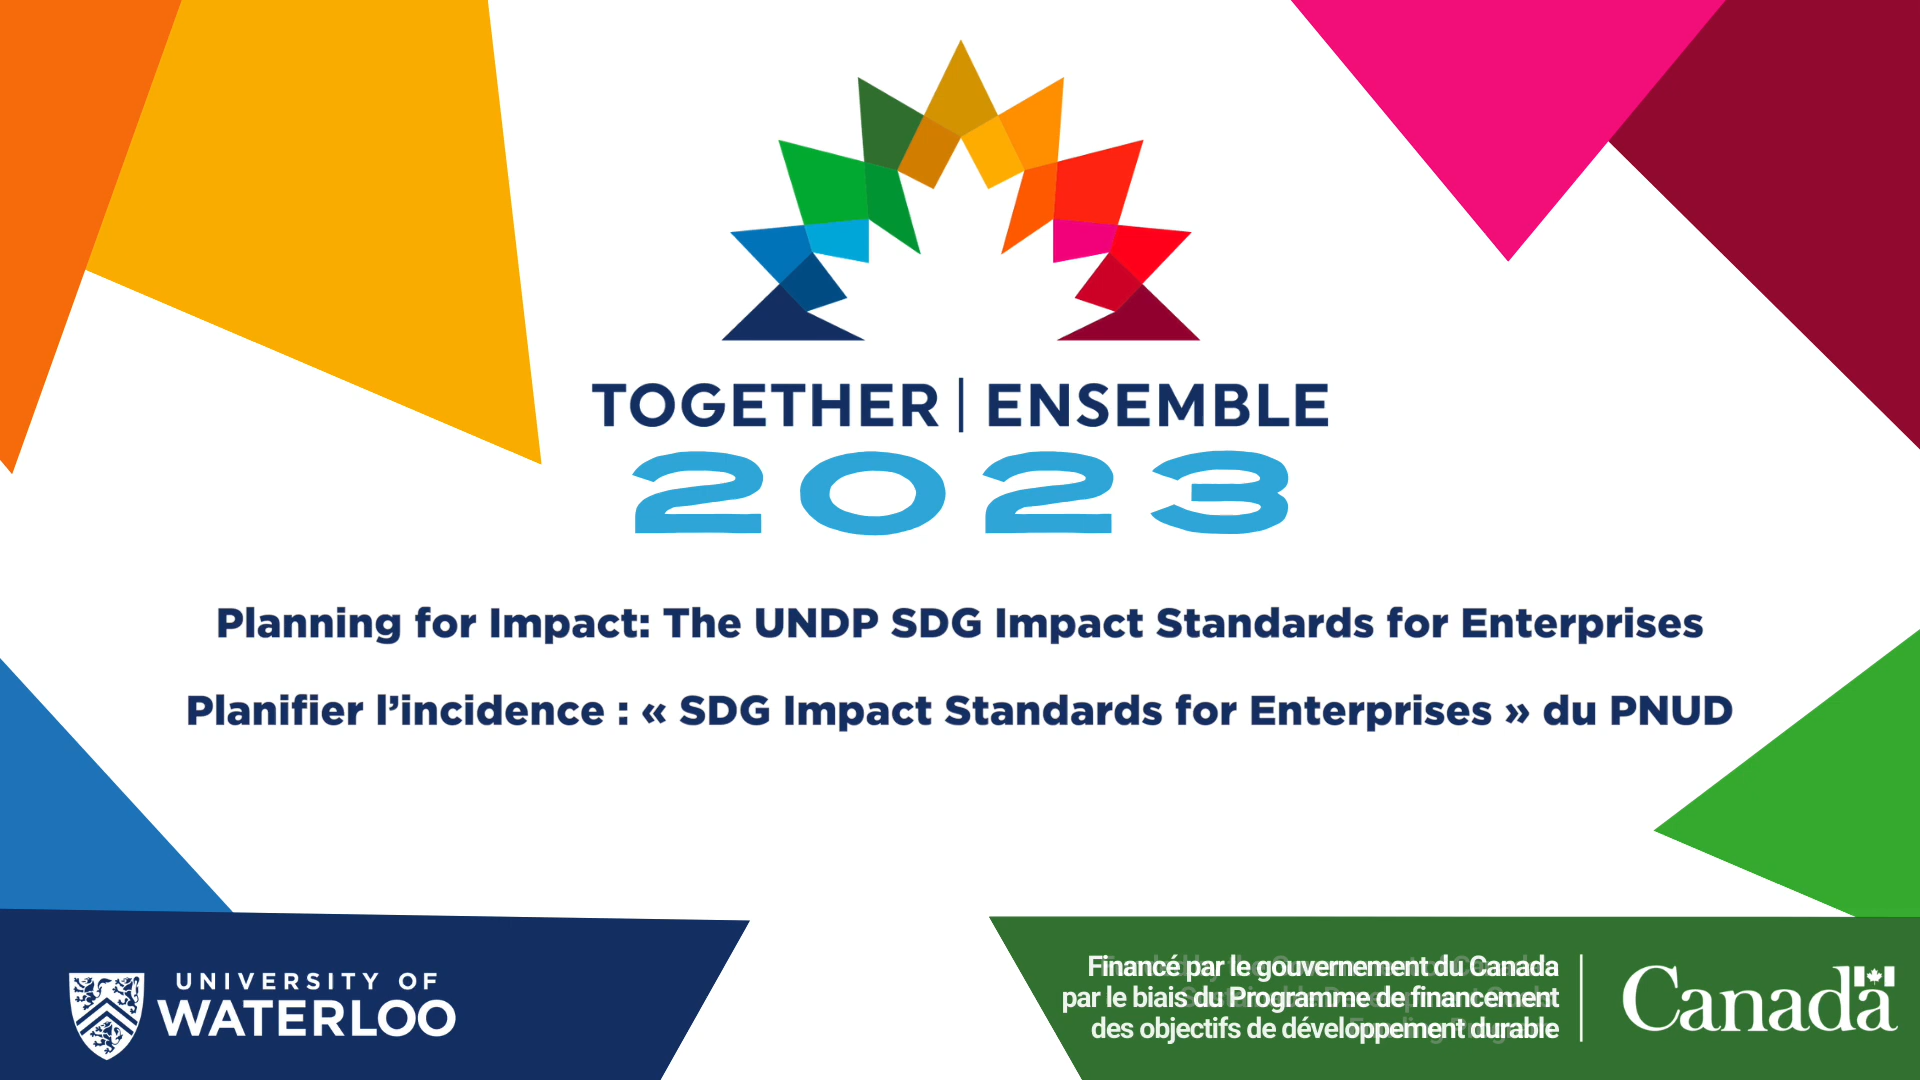 TOGETHER | ENSEMBLE
2023
Planning for Impact: The UNDP SDG Impact Standards for Enterprises
Planifier l’incidence : « SDG Impact Standards for Enterprises » du PNUD
UNIVERSITY OF
WATERLOO
Financé par le gouvernement du Canada
par le biais du Programme de financement
des objectifs de développement durable
Canada